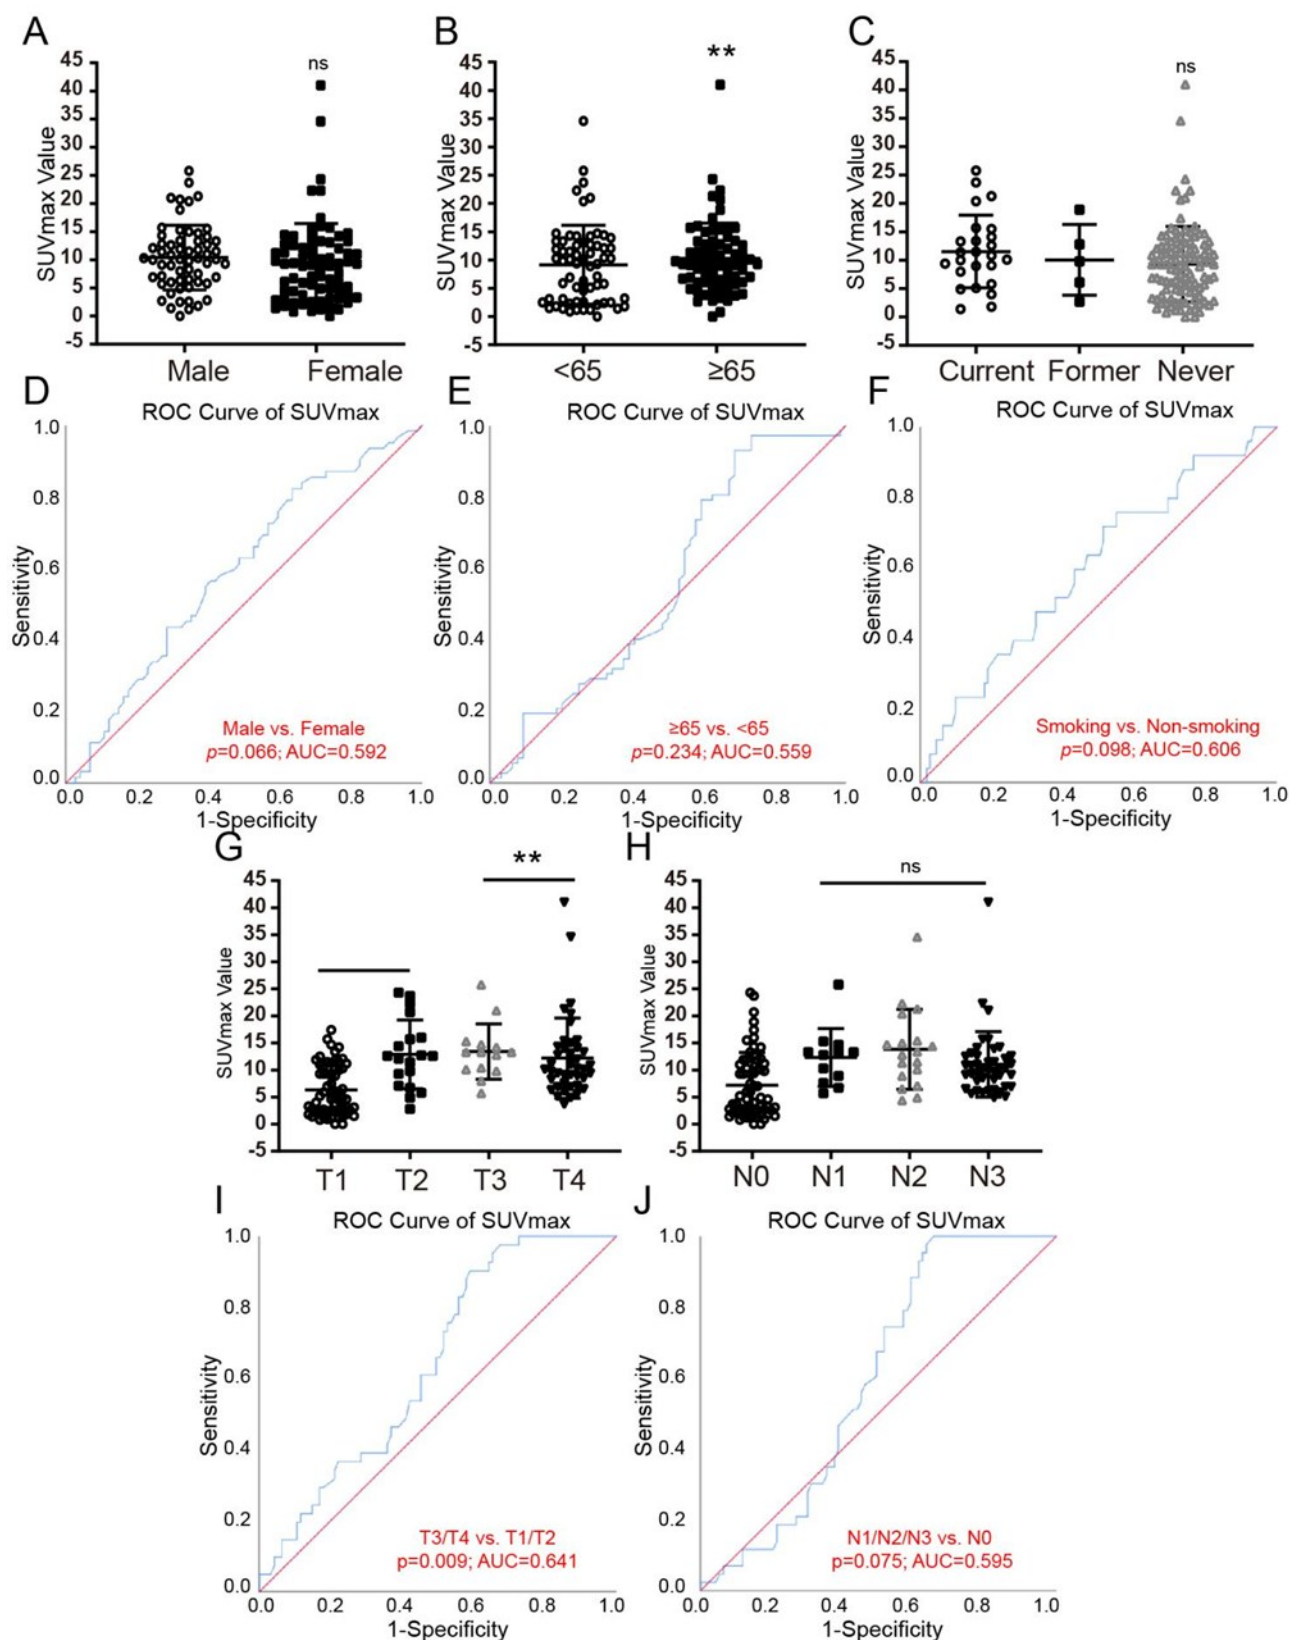 A
B
C
45
40
35
30
25
20
15
10
5
0
-5
SUVmax Value
ns
Male
Female
45
40
35
30
25
20
15
10
5
0
-5
SUVmax Value
**
<65
≥65
45
40
35
30
25
20
15
10
5
0
-5
SUVmax Value
ns
Current
Former
Never
D
ROC Curve of SUVmax
1.0
0.8
0.6
0.4
0.2
0.0
Sensitivity
Male vs. Female
p=0.066; AUC=0.592
0.0 0.2 0.4 0.6 0.8 1.0
1-Specificity
E
ROC Curve of SUVmax
1.0
0.8
0.6
0.4
0.2
0.0
Sensitivity
≥65 vs. <65
p=0.234; AUC=0.559
0.0 0.2 0.4 0.6 0.8 1.0
1-Specificity
F
ROC Curve of SUVmax
1.0
0.8
0.6
0.4
0.2
0.0
Sensitivity
Smoking vs. Non-smoking
p=0.098; AUC=0.606
0.0 0.2 0.4 0.6 0.8 1.0
1-Specificity
G
45
40
35
30
25
20
15
10
5
0
-5
SUVmax Value
**
T1
T2
T3
T4
H
45
40
35
30
25
20
15
10
5
0
-5
SUVmax Value
ns
N0
N1
N2
N3
I
ROC Curve of SUVmax
1.0
0.8
0.6
0.4
0.2
0.0
Sensitivity
T3/T4 vs. T1/T2
p=0.009; AUC=0.641
0.0 0.2 0.4 0.6 0.8 1.0
1-Specificity
J
ROC Curve of SUVmax
1.0
0.8
0.6
0.4
0.2
0.0
Sensitivity
N1/N2/N3 vs. N0
p=0.075; AUC=0.595
0.0 0.2 0.4 0.6 0.8 1.0
1-Specificity